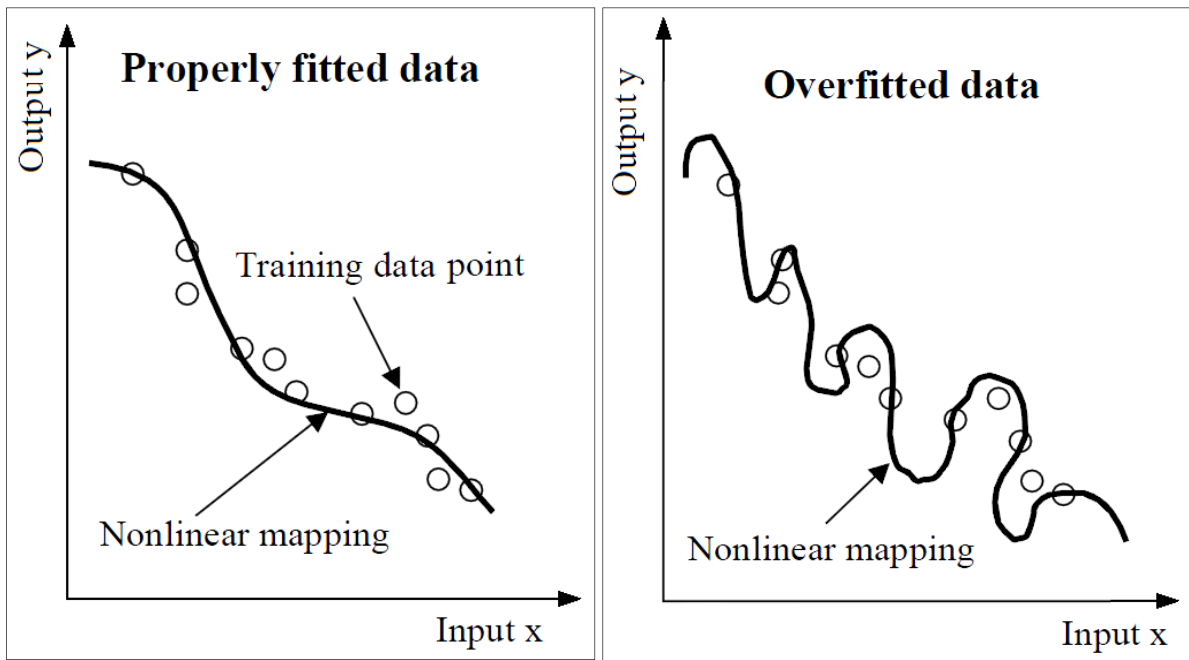 Output y
Properly fitted data
Training data point
Nonlinear mapping
Input x
Output y
Overfitted data
Nonlinear mapping
Input x